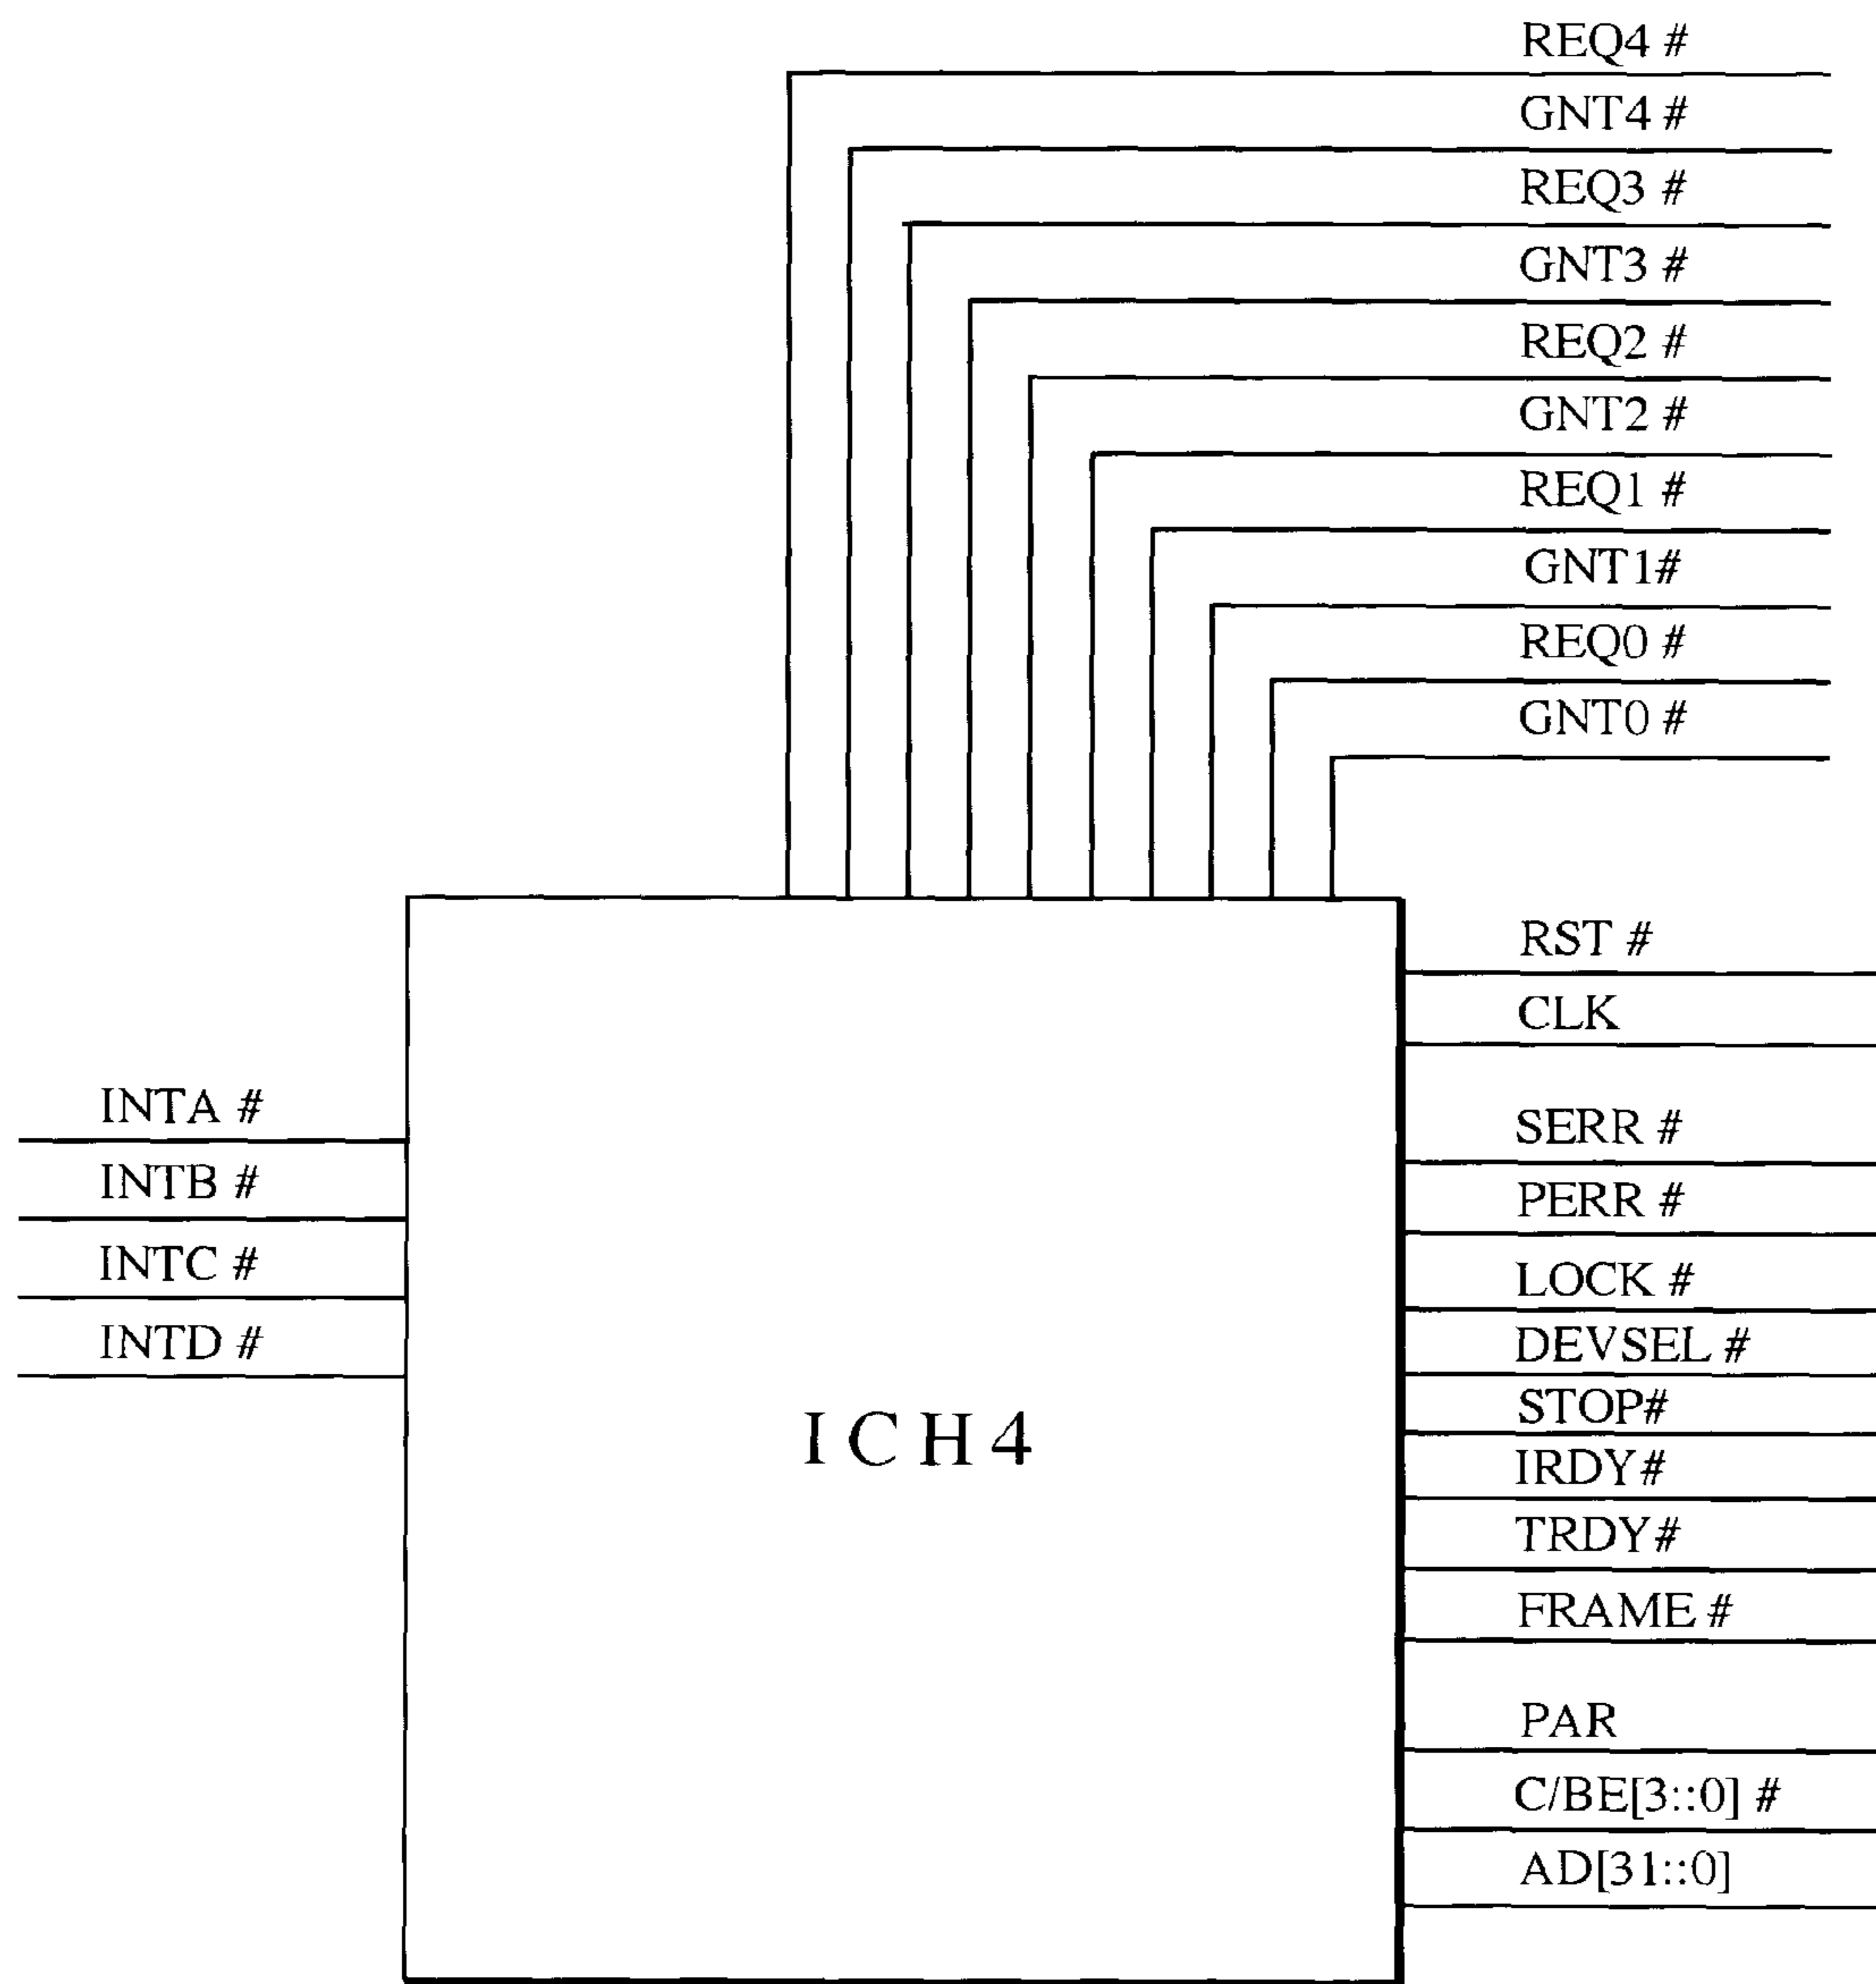 REQ4 #
GNT4 #
REQ3 #
GNT3 #
REQ2 #
GNT2 #
REQ1 #
GNT1#
REQ0 #
GNT0 #
RST #
CLK
INTA #
INTB #
INTC #
INTD #
ICH4
SERR #
PERR #
LOCK #
DEVSEL #
STOP#
IRDY#
TRDY#
FRAME #
PAR
C/BE[3::0] #
AD[31::0]